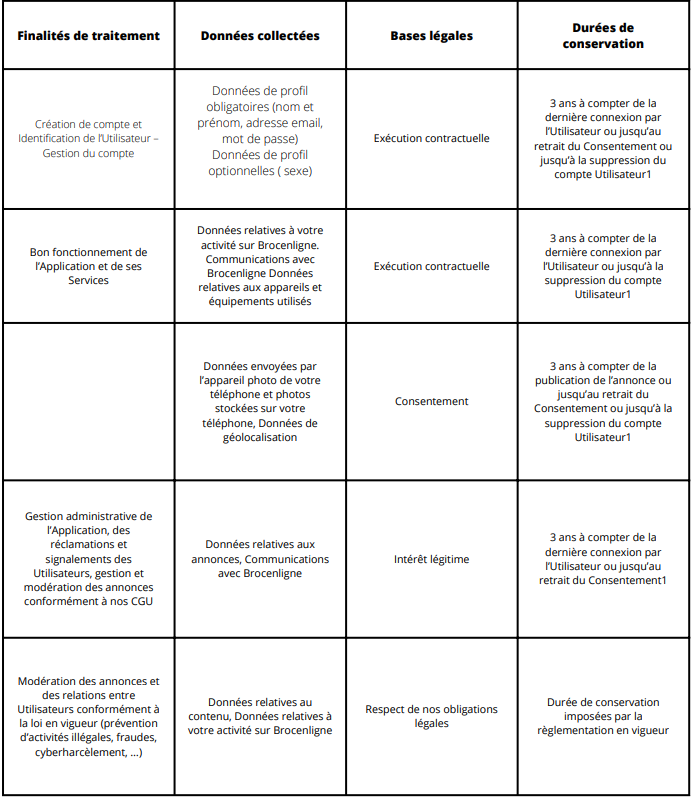 Finalités de traitement
Données collectées
Bases légales
Durées de
conservation
Création de compte et
Identification de l'Utilisateur –
Gestion du compte
Données de profil
obligatoires (nom et
prénom, adresse email,
mot de passe)
Données de profil
optionnelles ( sexe)
Exécution contractuelle
3 ans à compter de la
dernière connexion par
l'Utilisateur ou jusqu'au
retrait du Consentement ou
jusqu'à la suppression du
compte Utilisateur1
Bon fonctionnement de
l'Application et de ses
Services
Données relatives à votre
activité sur Brocenligne.
Communications avec
Brocenligne Données
relatives aux appareils et
équipements utilisés
Exécution contractuelle
3 ans à compter de la
dernière connexion par
l'Utilisateur ou jusqu'à la
suppression du compte
Utilisateur1
Données envoyées par
l'appareil photo de votre
téléphone et photos
stockées sur votre
téléphone, Données de
géolocalisation
Consentement
3 ans à compter de la
publication de l'annonce ou
jusqu'au retrait du
Consentement ou jusqu'à la
suppression du compte
Utilisateur1
Gestion administrative de
l'Application, des
réclamations et
signalements des
Utilisateurs, gestion et
modération des annonces
conformément à nos CGU
Données relatives aux
annonces, Communications
avec Brocenligne
Intérêt légitime
3 ans à compter de la
dernière connexion par
l'Utilisateur ou jusqu'au
retrait du Consentement1
Modération des annonces et
des relations entre
Utilisateurs conformément à
la loi en vigueur (prévention
d'activités illégales, fraudes,
cyberharcèlement, ...)
Données relatives au
contenu, Données relatives à
votre activité sur Brocenligne
Respect de nos obligations
légales
Durée de conservation
imposées par la
règlementation en vigueur